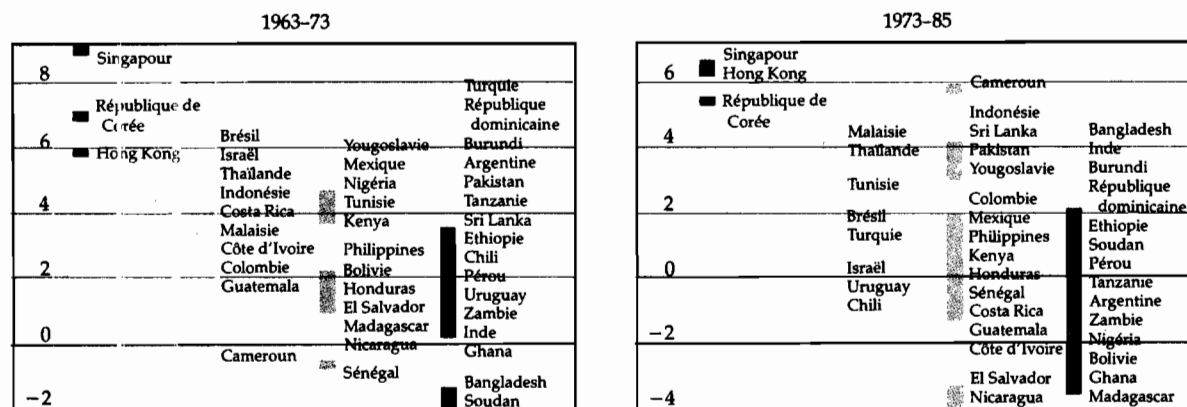 1963–73
8
6
4
2
0
−2
Singapour
République de
Corée
Hong Kong
Brésil
Israël
Thaïlande
Indonésie
Costa Rica
Malaisie
Côte d'Ivoire
Colombie
Guatemala
Cameroun
Yougoslavie
Mexique
Nigéria
Tunisie
Kenya
Philippines
Bolivie
Honduras
El Salvador
Madagascar
Nicaragua
Sénégal
Turquie
République
dominicaine
Burundi
Argentine
Pakistan
Tanzanie
Sri Lanka
Ethiopie
Chili
Pérou
Uruguay
Zambie
Inde
Ghana
Bangladesh
Soudan
1973–85
6
4
2
0
−2
−4
Singapour
Hong Kong
République de
Corée
Malaisie
Thaïlande
Tunisie
Brésil
Turquie
Israël
Uruguay
Chili
Cameroun
Indonésie
Sri Lanka
Pakistan
Yougoslavie
Colombie
Mexique
Philippines
Kenya
Honduras
Sénégal
Costa Rica
Guatemala
Côte d'Ivoire
El Salvador
Nicaragua
Bangladesh
Inde
Burundi
République
dominicaine
Ethiopie
Soudan
Pérou
Tanzanie
Argentine
Zambie
Nigéria
Bolivie
Ghana
Madagascar